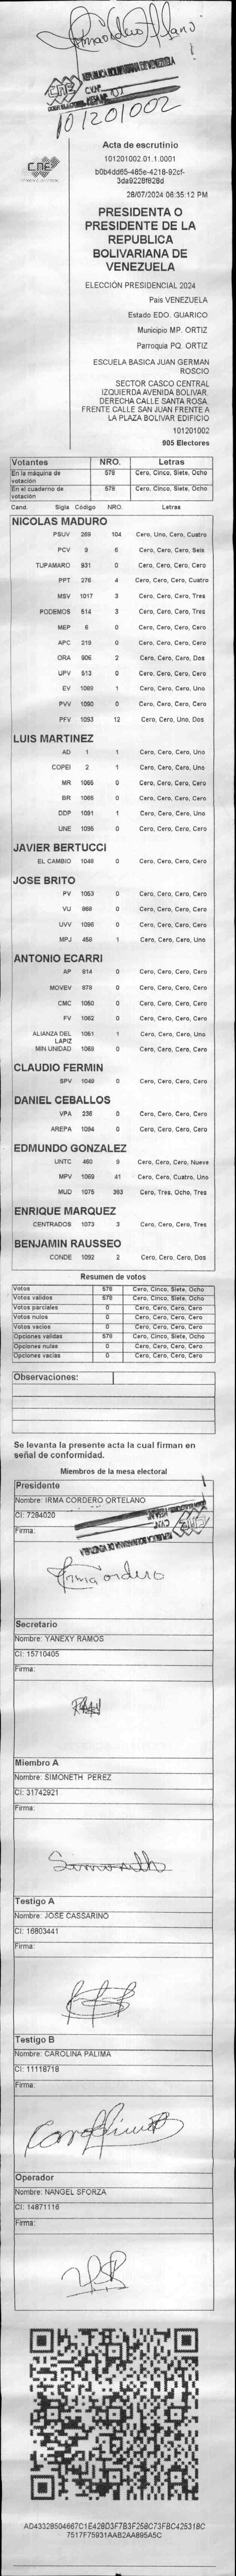 101201002
Acta de escrutinio
101201002.01.1.0001
b0b4dd65-485e-4218-92cf-
3da9228f828d
28/07/2024 06:35:12 PM
PRESIDENTA O
PRESIDENTE DE LA
REPUBLICA
BOLIVARIANA DE
VENEZUELA
ELECCIÓN PRESIDENCIAL 2024
País VENEZUELA
Estado EDO. GUARICO
Municipio MP. ORTIZ
Parroquia PQ. ORTIZ
ESCUELA BASICA JUAN GERMAN
ROSCIO
SECTOR CASCO CENTRAL
IZQUIERDA AVENIDA BOLIVAR.
DERECHA CALLE SANTA ROSA.
FRENTE CALLE SAN JUAN FRENTE A
LA PLAZA BOLIVAR EDIFICIO
101201002
905 Electores
Votantes NRO. Letras
En la máquina de votación 578 Cero, Cinco, Siete, Ocho
En el cuaderno de votación 578 Cero, Cinco, Siete, Ocho
Cand. Sigla Código NRO. Letras
NICOLAS MADURO
PSUV 269 104 Cero, Uno, Cero, Cuatro
PCV 3 6 Cero, Cero, Cero, Seis
TUPAMARO 931 0 Cero, Cero, Cero, Cero
PPT 276 4 Cero, Cero, Cero, Cuatro
MSV 1017 3 Cero, Cero, Cero, Tres
PODEMOS 514 3 Cero, Cero, Cero, Tres
MEP 6 0 Cero, Cero, Cero, Cero
APC 219 0 Cero, Cero, Cero, Cero
ORA 906 2 Cero, Cero, Cero, Dos
UPV 513 0 Cero, Cero, Cero, Cero
EV 1089 1 Cero, Cero, Cero, Uno
PVV 1090 0 Cero, Cero, Cero, Cero
PFV 1093 12 Cero, Cero, Uno, Dos
LUIS MARTINEZ
AD 1 1 Cero, Cero, Cero, Uno
COPEI 2 1 Cero, Cero, Cero, Uno
MR 1065 0 Cero, Cero, Cero, Cero
BR 1066 0 Cero, Cero, Cero, Cero
DDP 1091 1 Cero, Cero, Cero, Uno
UNE 1095 0 Cero, Cero, Cero, Cero
JAVIER BERTUCCI
EL CAMBIO 1048 0 Cero, Cero, Cero, Cero
JOSE BRITO
PV 1053 0 Cero, Cero, Cero, Cero
VU 868 0 Cero, Cero, Cero, Cero
UVV 1096 0 Cero, Cero, Cero, Cero
MPJ 458 1 Cero, Cero, Cero, Uno
ANTONIO ECARRI
AP 814 0 Cero, Cero, Cero, Cero
MOVEV 878 0 Cero, Cero, Cero, Cero
CMC 1050 0 Cero, Cero, Cero, Cero
FV 1062 0 Cero, Cero, Cero, Cero
ALIANZA DEL LAPIZ 1061 1 Cero, Cero, Cero, Uno
MIN UNIDAD 1068 0 Cero, Cero, Cero, Cero
CLAUDIO FERMIN
SPV 1049 0 Cero, Cero, Cero, Cero
DANIEL CEBALLOS
VPA 236 0 Cero, Cero, Cero, Cero
AREPA 1094 0 Cero, Cero, Cero, Cero
EDMUNDO GONZALEZ
UNTC 460 9 Cero, Cero, Cero, Nueve
MPV 1069 41 Cero, Cero, Cuatro, Uno
MUD 1075 383 Cero, Tres, Ocho, Tres
ENRIQUE MARQUEZ
CENTRADOS 1073 3 Cero, Cero, Cero, Tres
BENJAMIN RAUSSEO
CONDE 1092 2 Cero, Cero, Cero, Dos
Resumen de votos
Votos 578 Cero, Cinco, Siete, Ocho
Votos validos 578 Cero, Cinco, Siete, Ocho
Votos parciales 0 Cero, Cero, Cero, Cero
Votos nulos 0 Cero, Cero, Cero, Cero
Votos vacios 0 Cero, Cero, Cero, Cero
Opciones validas 578 Cero, Cinco, Siete, Ocho
Opciones nulas 0 Cero, Cero, Cero, Cero
Opciones vacias 0 Cero, Cero, Cero, Cero
Observaciones:
Se levanta la presente acta la cual firman en
señal de conformidad.
Miembros de la mesa electoral
Presidente
Nombre: IRMA CORDERO ORTELANO
CI: 7284020
Firma:
Secretario
Nombre: YANEXY RAMOS
CI: 15710405
Firma:
Miembro A
Nombre: SIMONETH PEREZ
CI: 31742921
Firma:
Testigo A
Nombre: JOSE CASSARINO
CI: 16803441
Firma:
Testigo B
Nombre: CAROLINA PALIMA
CI: 11118718
Firma:
Operador
Nombre: NANGEL SFORZA
CI: 14871116
Firma: